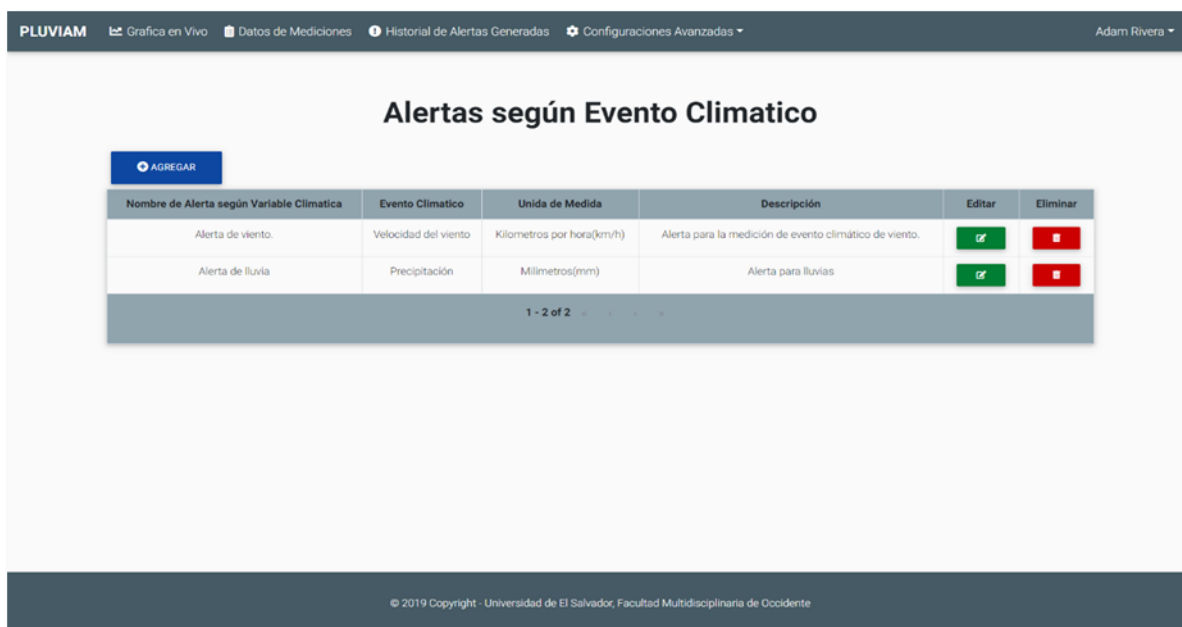 PLUVIAM Grafica en Vivo Datos de Mediciones Historial de Alertas Generadas Configuraciones Avanzadas Adam Rivera
Alertas según Evento Climatico
AGREGAR
Nombre de Alerta según Variable Climatica Evento Climatico Unida de Medida Descripción Editar Eliminar
Alerta de viento. Velocidad del viento Kilometros por hora(km/h) Alerta para la medición de evento climático de viento.
Alerta de lluvia Precipitación Milimetros(mm) Alerta para lluvias
1 - 2 of 2
© 2019 Copyright - Universidad de El Salvador, Facultad Multidisciplinaria de Occidente